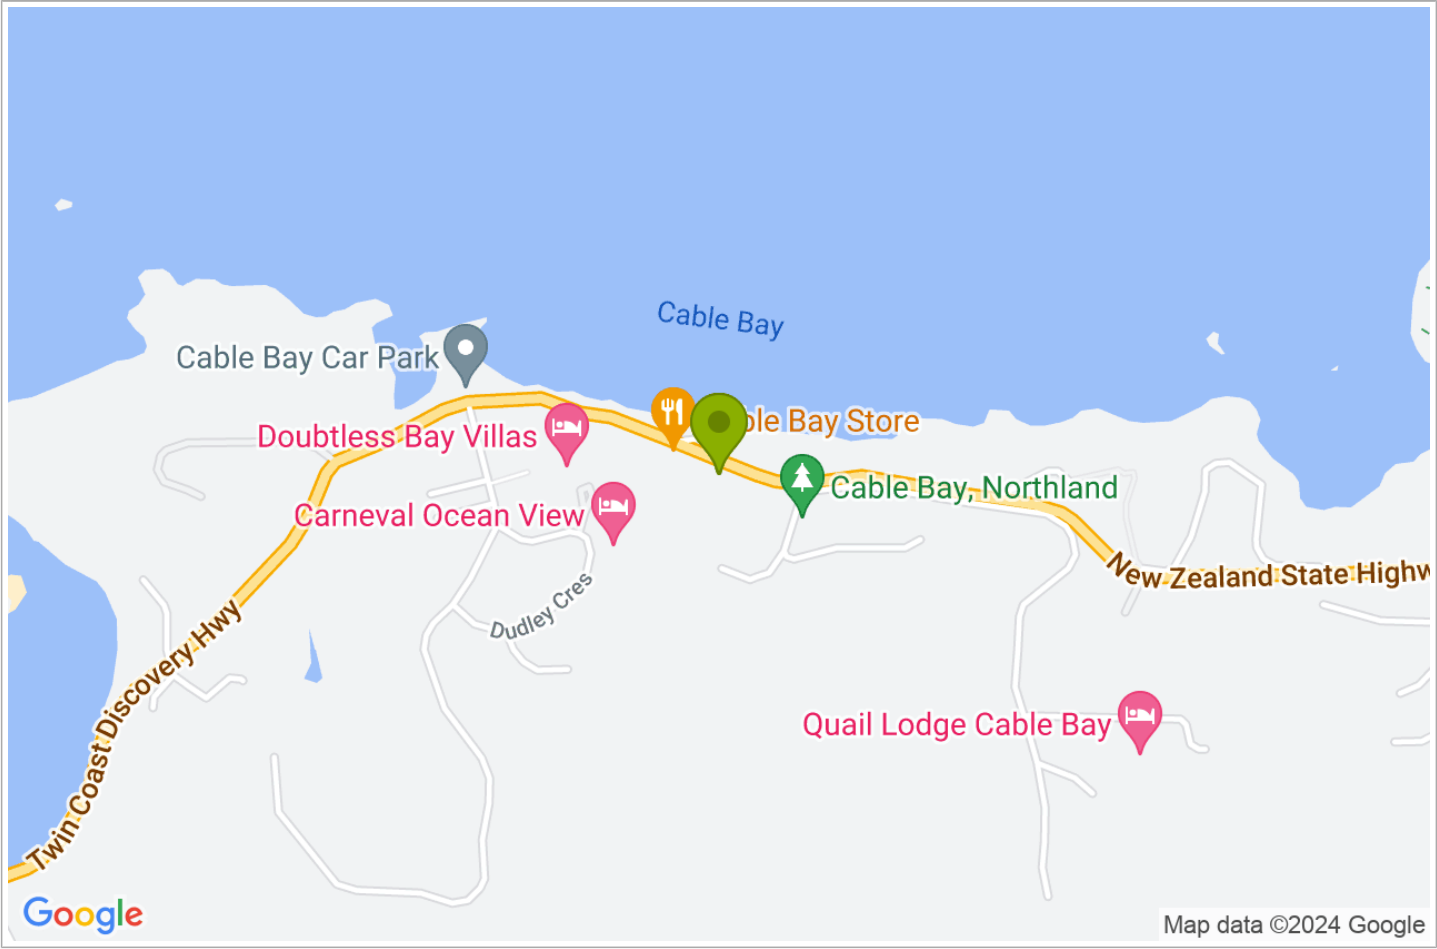 Cable Bay
Cable Bay Car Park
ble Bay Store
Doubtless Bay Villas
Cable Bay, Northland
Carneval Ocean View
New Zealand State Highw
Dudley Cres
Twin Coast Discovery Hwy
Quail Lodge Cable Bay
Google
Map data ©2024 Google